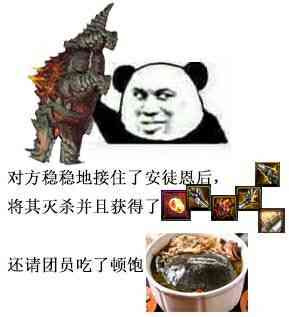 对方稳稳地接住了安徒恩后，
将其灭杀并且获得了
还请团员吃了顿饱